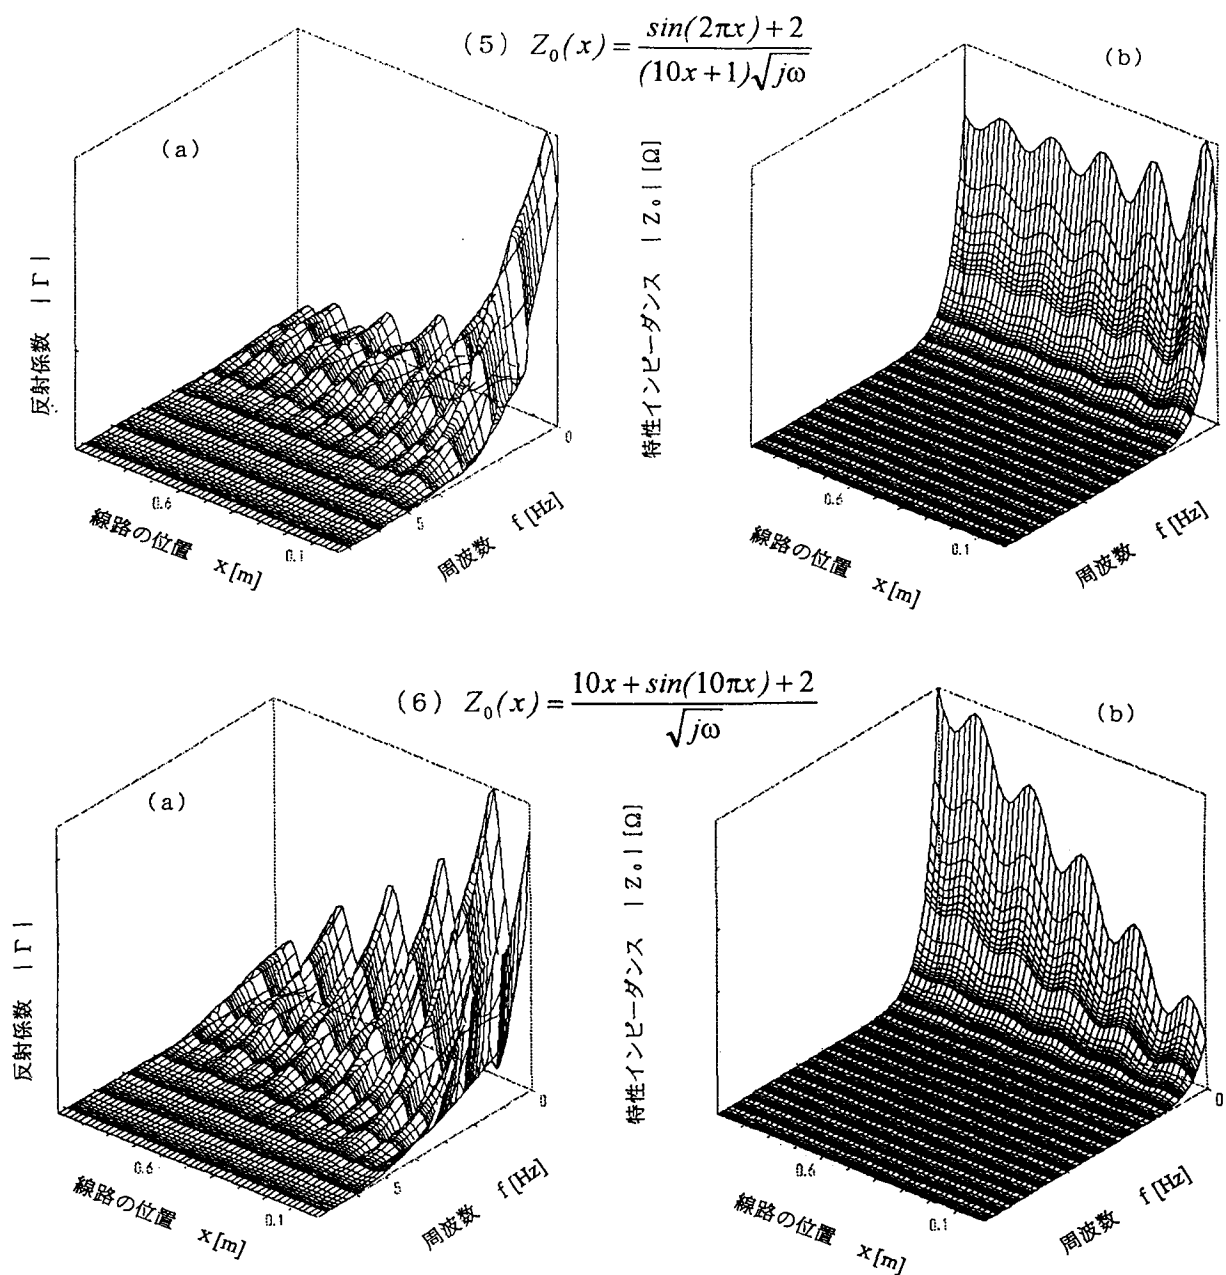 (5) Z₀(x) = (sin(2πx)+2) / ((10x+1)√(jω))
(a)
反射係数 |Γ|
0.6
0.1
線路の位置 x[m]
5
0
周波数 f[Hz]
(b)
特性インピーダンス |Z₀|[Ω]
0.6
0.1
線路の位置 x[m]
周波数 f[Hz]
(6) Z₀(x) = (10x+sin(10πx)+2) / √(jω)
(a)
反射係数 |Γ|
0.6
0.1
線路の位置 x[m]
5
0
周波数 f[Hz]
(b)
特性インピーダンス |Z₀|[Ω]
0.6
0.1
線路の位置 x[m]
0
周波数 f[Hz]